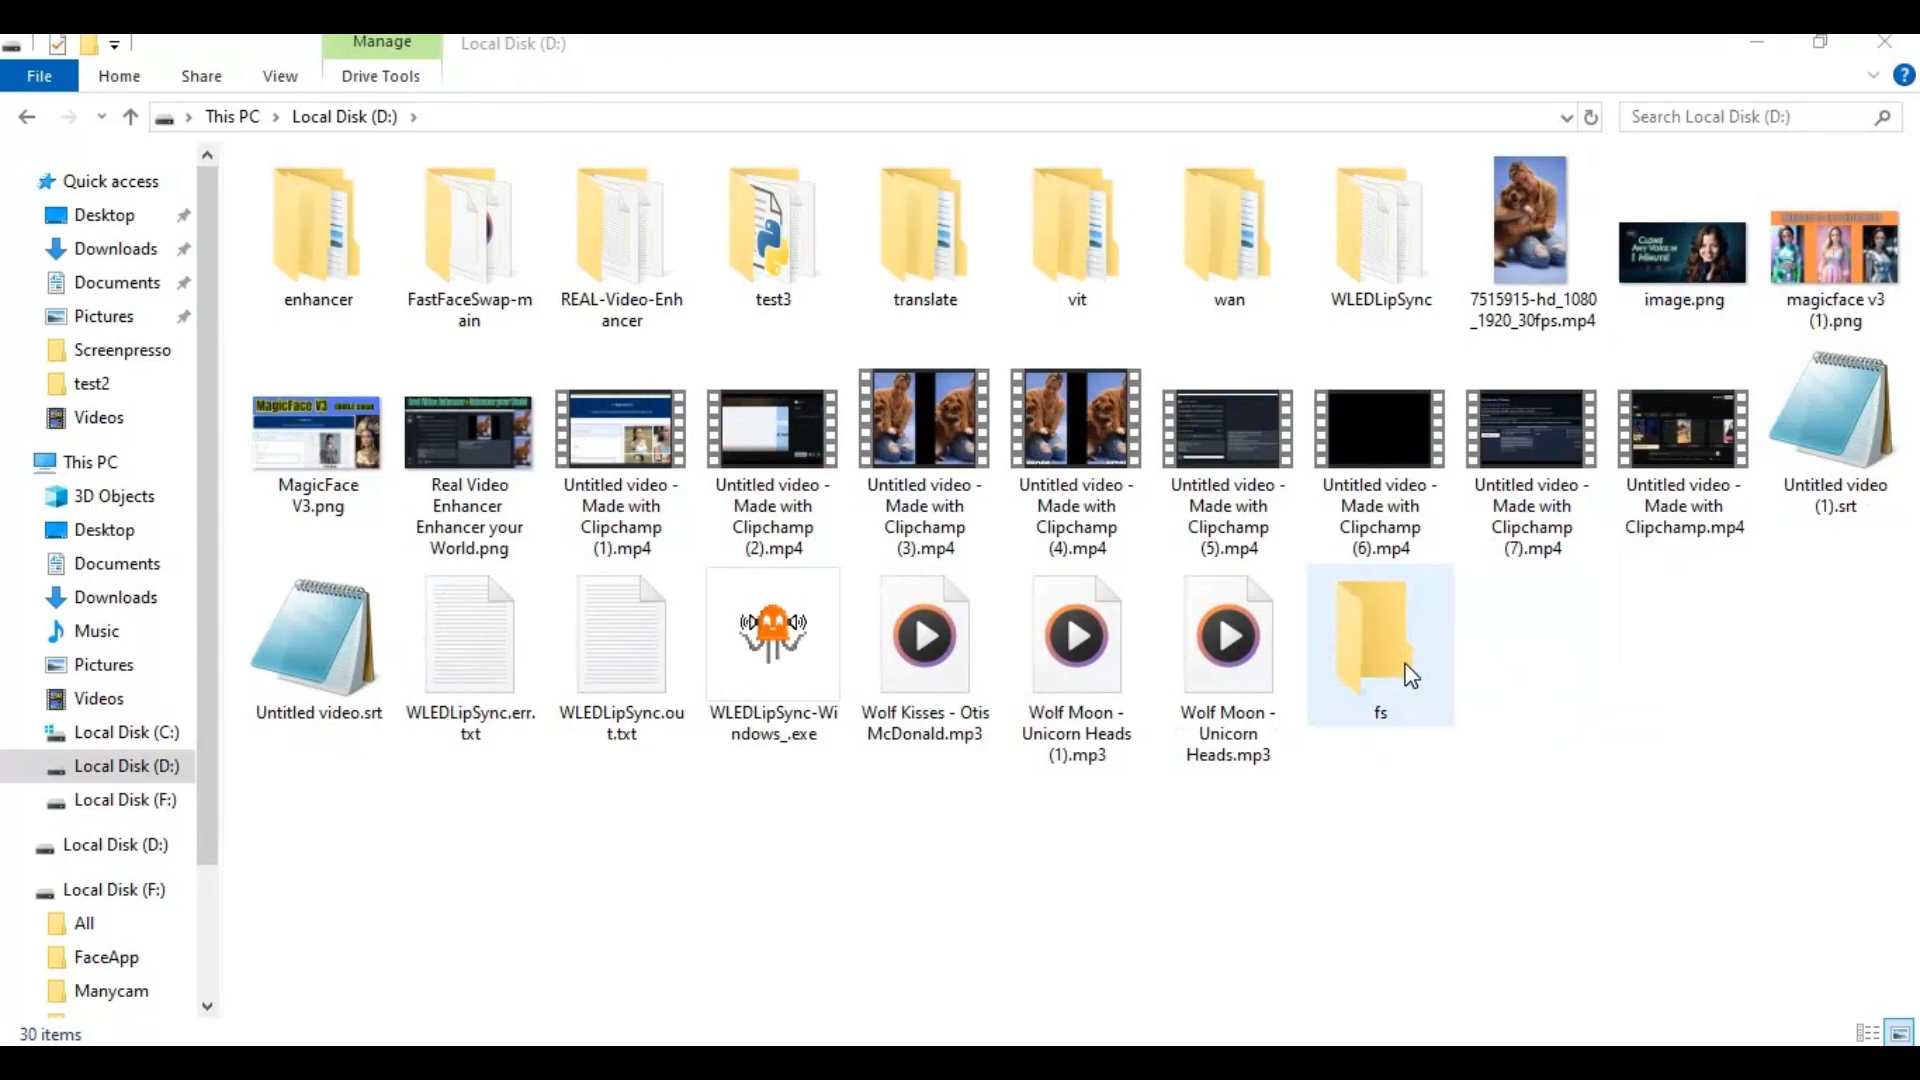 Manage
Local Disk (D:)
File
Home
Share
View
Drive Tools
This PC
Local Disk (D:)
Search Local Disk (D:)
Quick access
Desktop
Downloads
Documents
Pictures
Screenpresso
test2
Videos
This PC
3D Objects
Desktop
Documents
Downloads
Music
Pictures
Videos
Local Disk (C:)
Local Disk (D:)
Local Disk (F:)
Local Disk (D:)
Local Disk (F:)
All
FaceApp
Manycam
enhancer
FastFaceSwap-m
ain
REAL-Video-Enh
ancer
test3
translate
vit
wan
WLEDLipSync
7515915-hd_1080
_1920_30fps.mp4
CLONE
ANY VOICE IN
1 MINUTE!
image.png
magicface v3
(1).png
MagicFace V3
MagicFace
V3.png
Real Video
Enhancer
Enhancer your
World.png
Untitled video -
Made with
Clipchamp
(1).mp4
Untitled video -
Made with
Clipchamp
(2).mp4
Untitled video -
Made with
Clipchamp
(3).mp4
Untitled video -
Made with
Clipchamp
(4).mp4
Untitled video -
Made with
Clipchamp
(5).mp4
Untitled video -
Made with
Clipchamp
(6).mp4
Untitled video -
Made with
Clipchamp
(7).mp4
Untitled video -
Made with
Clipchamp.mp4
Untitled video
(1).srt
Untitled video.srt
WLEDLipSync.err.
txt
WLEDLipSync.ou
t.txt
WLEDLipSync-Wi
ndows_.exe
Wolf Kisses - Otis
McDonald.mp3
Wolf Moon -
Unicorn Heads
(1).mp3
Wolf Moon -
Unicorn
Heads.mp3
fs
30 items